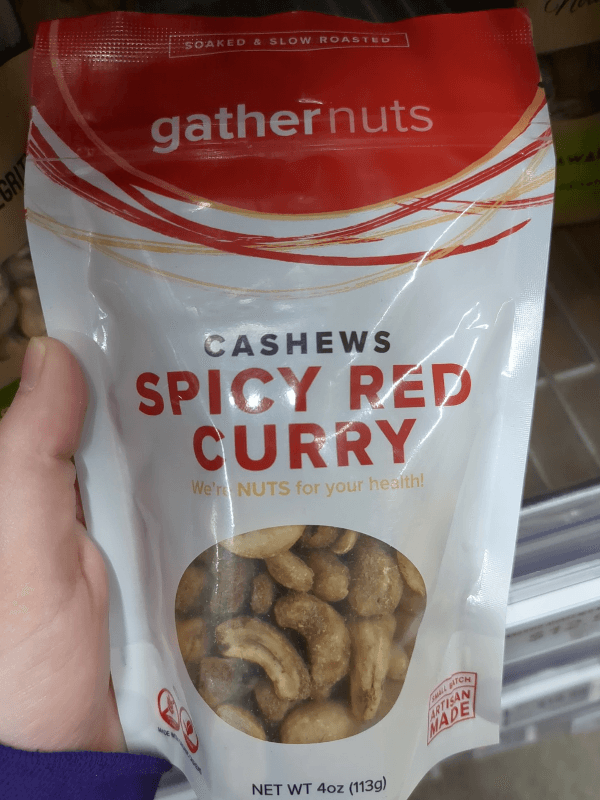 SOAKED & SLOW ROASTED
gathernuts
CASHEWS
SPICY RED
CURRY
We're NUTS for your health!
SMALL BATCH
ARTISAN
MADE
NET WT 4oz (113g)